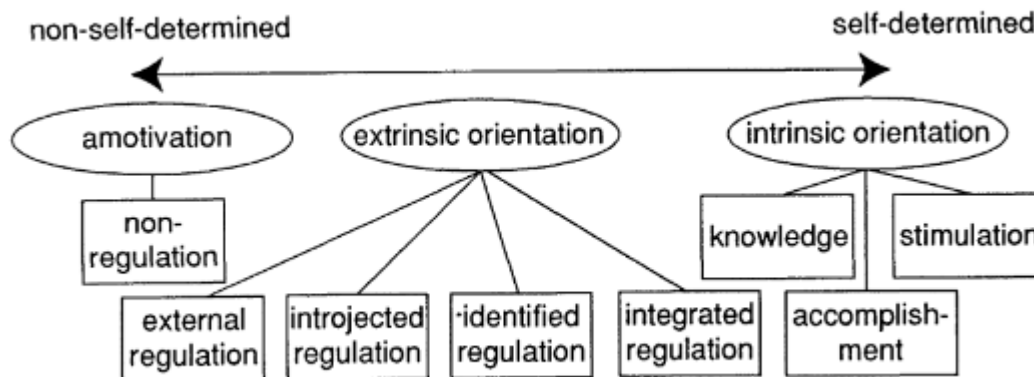 non-self-determined
self-determined
amotivation
extrinsic orientation
intrinsic orientation
non-
regulation
knowledge
stimulation
external
regulation
introjected
regulation
identified
regulation
integrated
regulation
accomplish-
ment